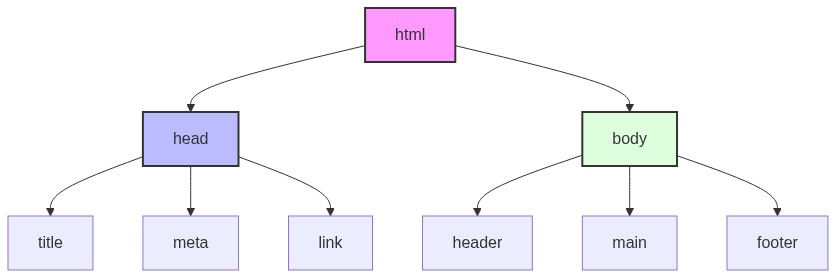 html
head
body
title
meta
link
header
main
footer